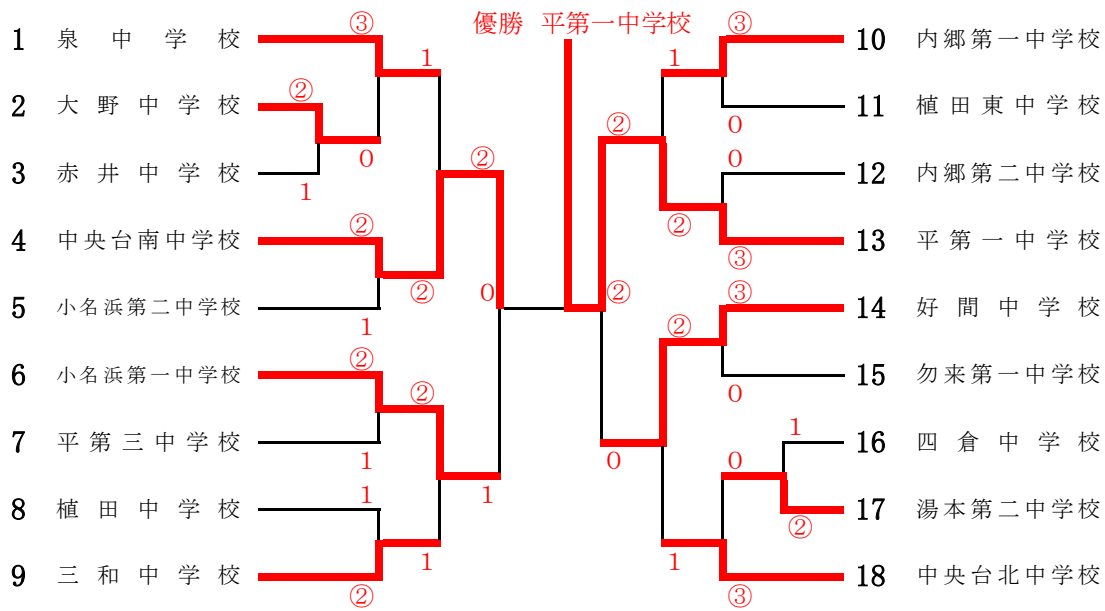 優勝 平第一中学校
③
1 泉中学校
1
②
2 大野中学校
0
3 赤井中学校
1
②
②
4 中央台南中学校
②
0
5 小名浜第二中学校
1
②
6 小名浜第一中学校
②
7 平第三中学校
1
1
1
8 植田中学校
1
9 三和中学校
②
③
10 内郷第一中学校
1
11 植田東中学校
0
②
0
12 内郷第二中学校
②
13 平第一中学校
③
②
③
14 好間中学校
②
15 勿来第一中学校
0
1
16 四倉中学校
0
0
17 湯本第二中学校
②
1
18 中央台北中学校
③